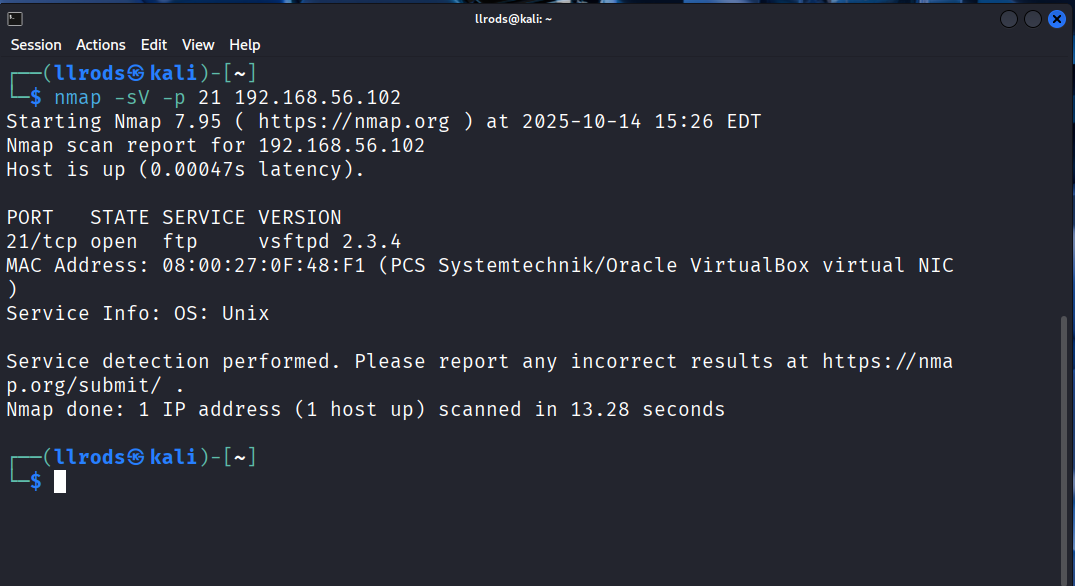 llrods@kali: ~
Session Actions Edit View Help
┌──(llrods㉿kali)-[~]
└─$ nmap -sV -p 21 192.168.56.102
Starting Nmap 7.95 ( https://nmap.org ) at 2025-10-14 15:26 EDT
Nmap scan report for 192.168.56.102
Host is up (0.00047s latency).
PORT   STATE SERVICE VERSION
21/tcp open  ftp     vsftpd 2.3.4
MAC Address: 08:00:27:0F:48:F1 (PCS Systemtechnik/Oracle VirtualBox virtual NIC
)
Service Info: OS: Unix
Service detection performed. Please report any incorrect results at https://nma
p.org/submit/ .
Nmap done: 1 IP address (1 host up) scanned in 13.28 seconds
┌──(llrods㉿kali)-[~]
└─$